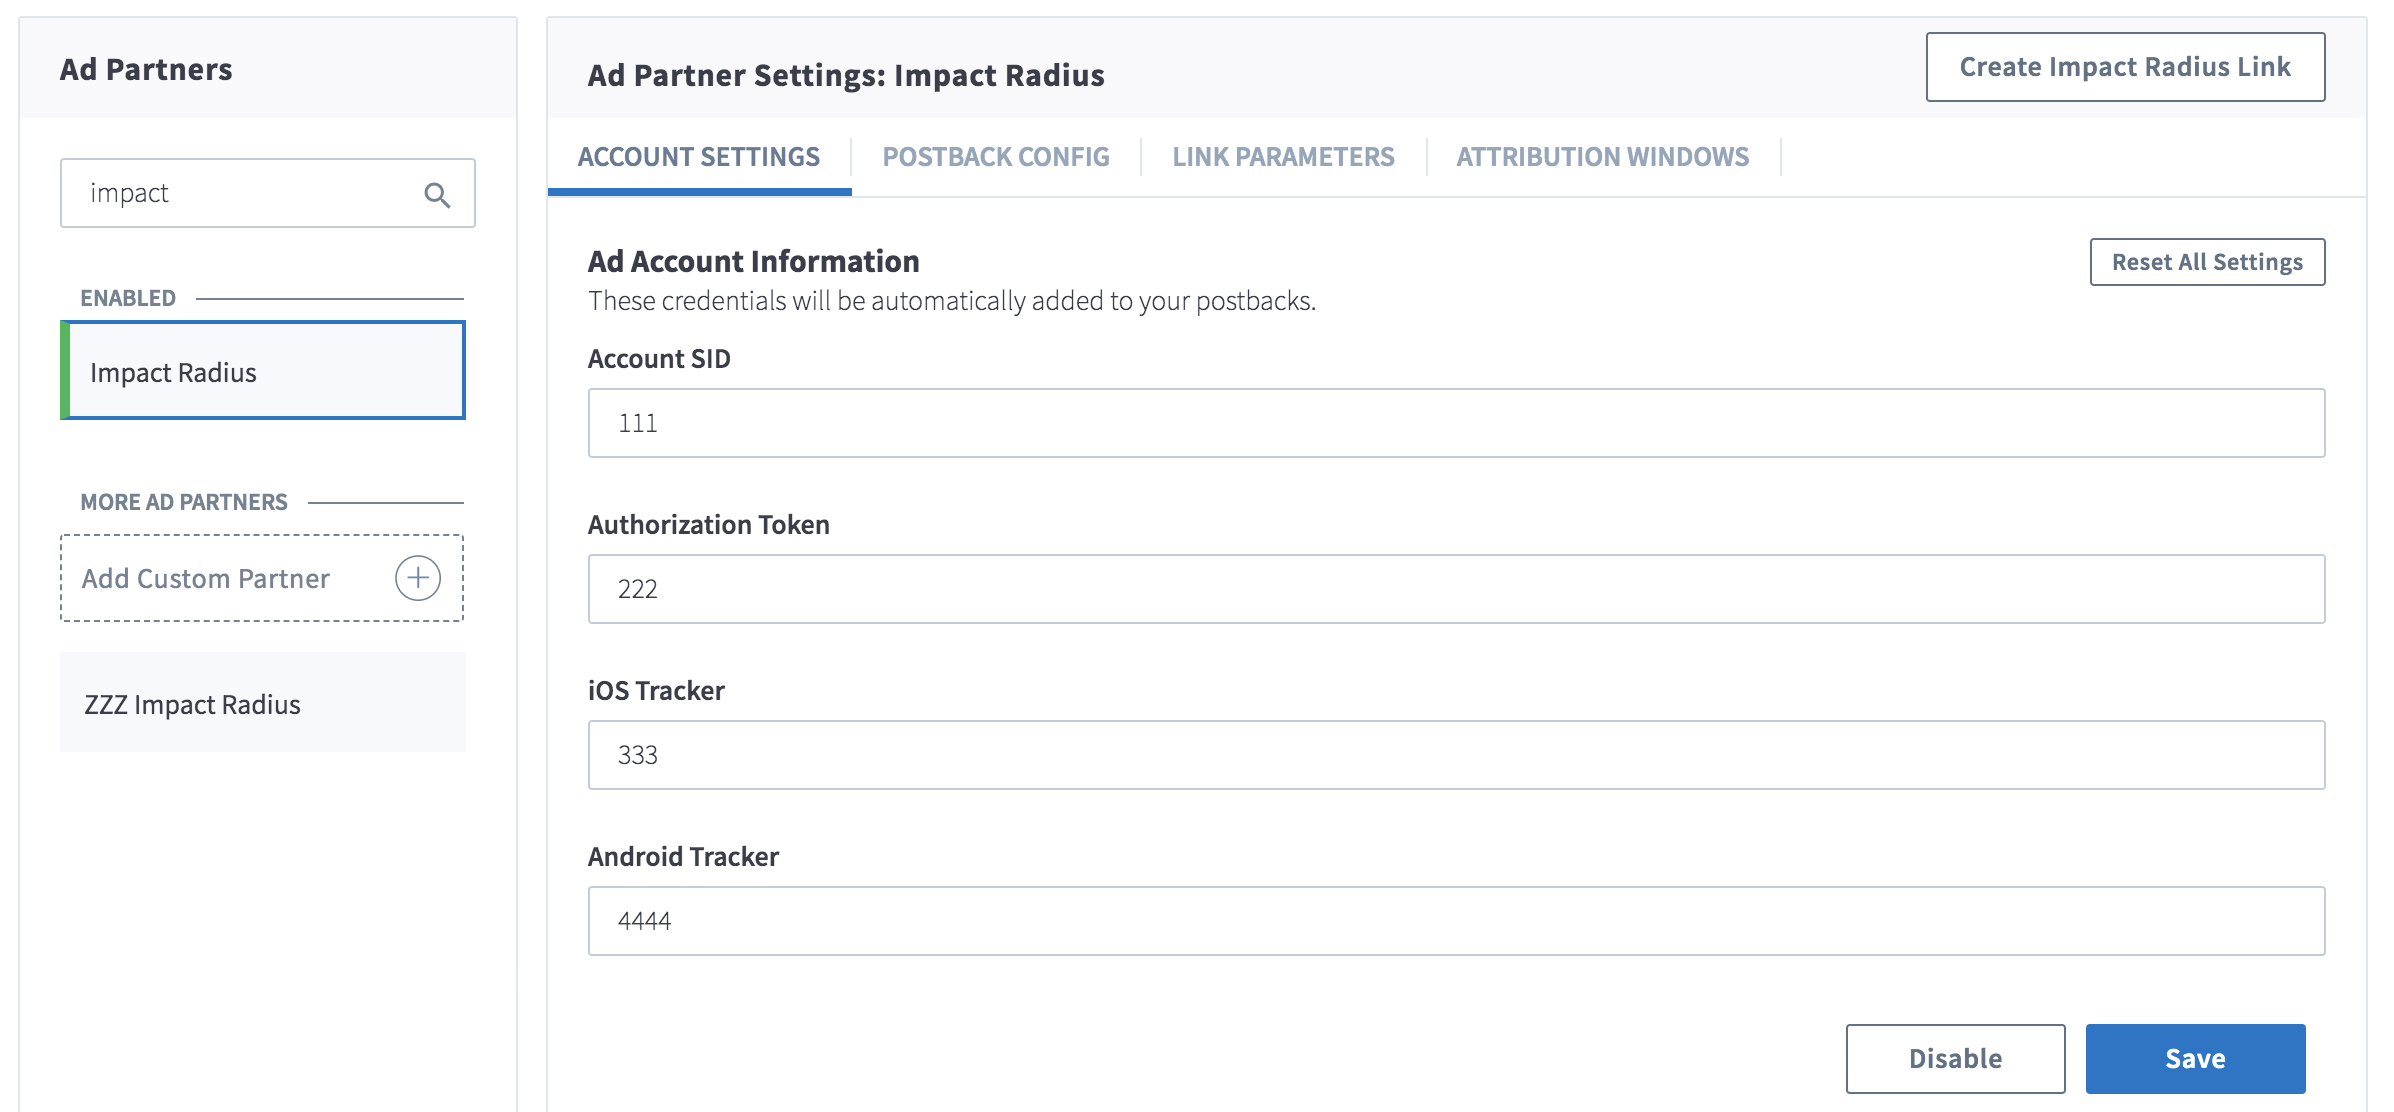 Ad Partners
impact
ENABLED
Impact Radius
MORE AD PARTNERS
Add Custom Partner
ZZZ Impact Radius
Ad Partner Settings: Impact Radius
Create Impact Radius Link
ACCOUNT SETTINGS
POSTBACK CONFIG
LINK PARAMETERS
ATTRIBUTION WINDOWS
Ad Account Information
Reset All Settings
These credentials will be automatically added to your postbacks.
Account SID
111
Authorization Token
222
iOS Tracker
333
Android Tracker
4444
Disable
Save